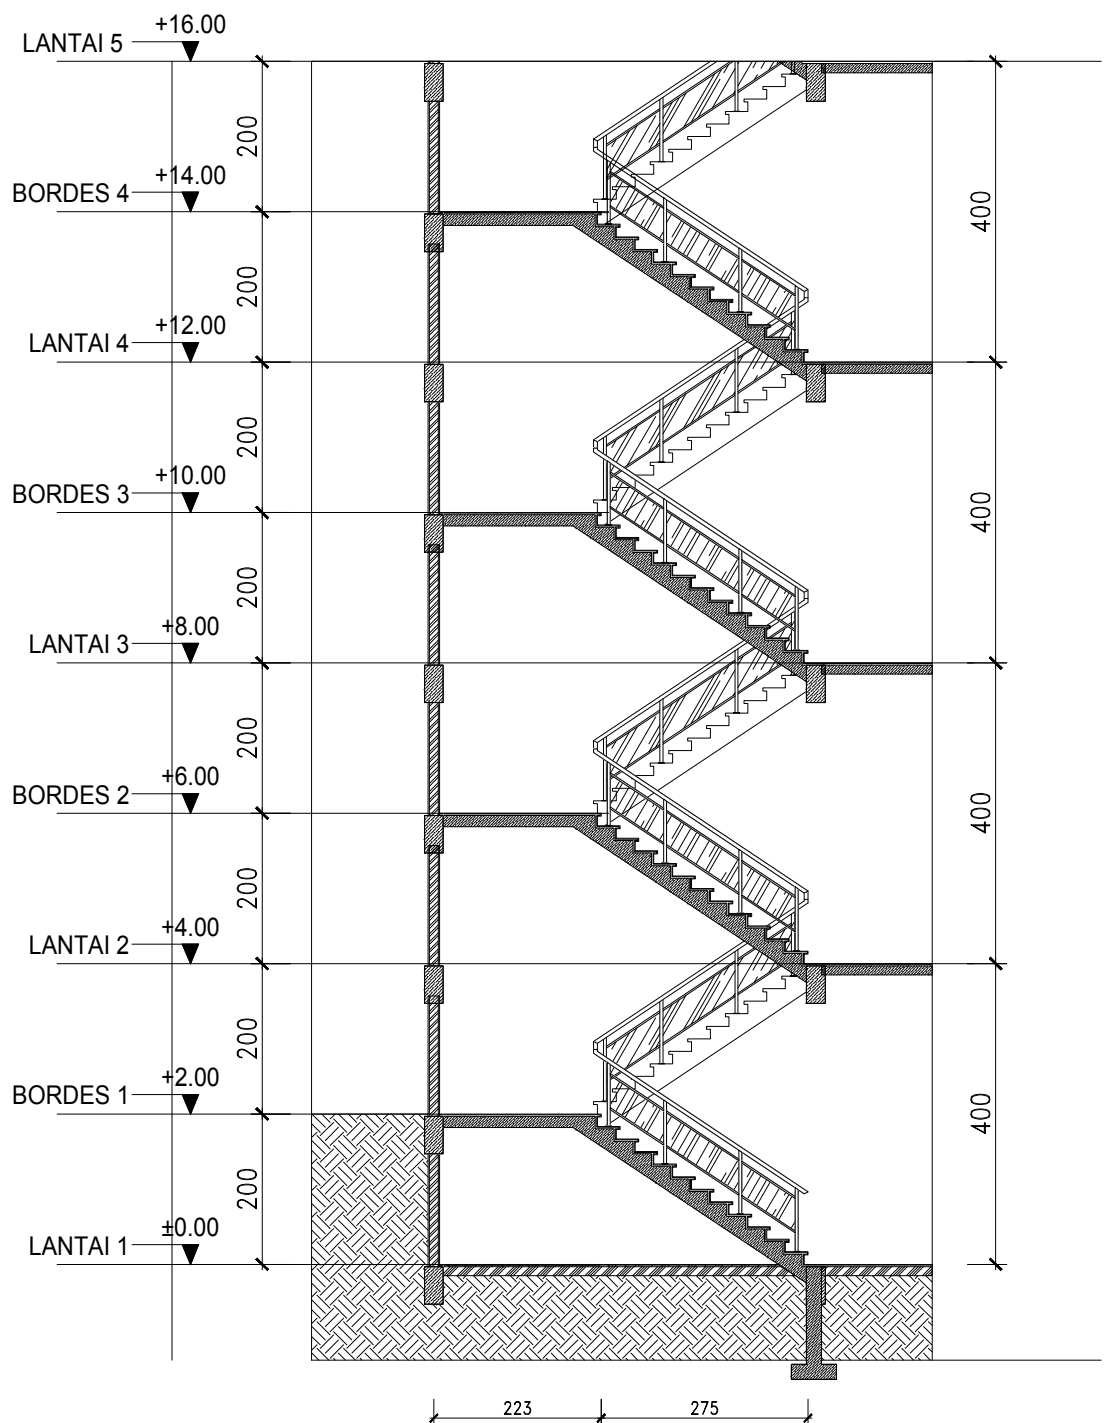 +16.00
LANTAI 5
200
+14.00
BORDES 4
400
200
+12.00
LANTAI 4
200
+10.00
BORDES 3
400
200
+8.00
LANTAI 3
200
+6.00
BORDES 2
400
200
+4.00
LANTAI 2
200
+2.00
BORDES 1
400
200
±0.00
LANTAI 1
223 275